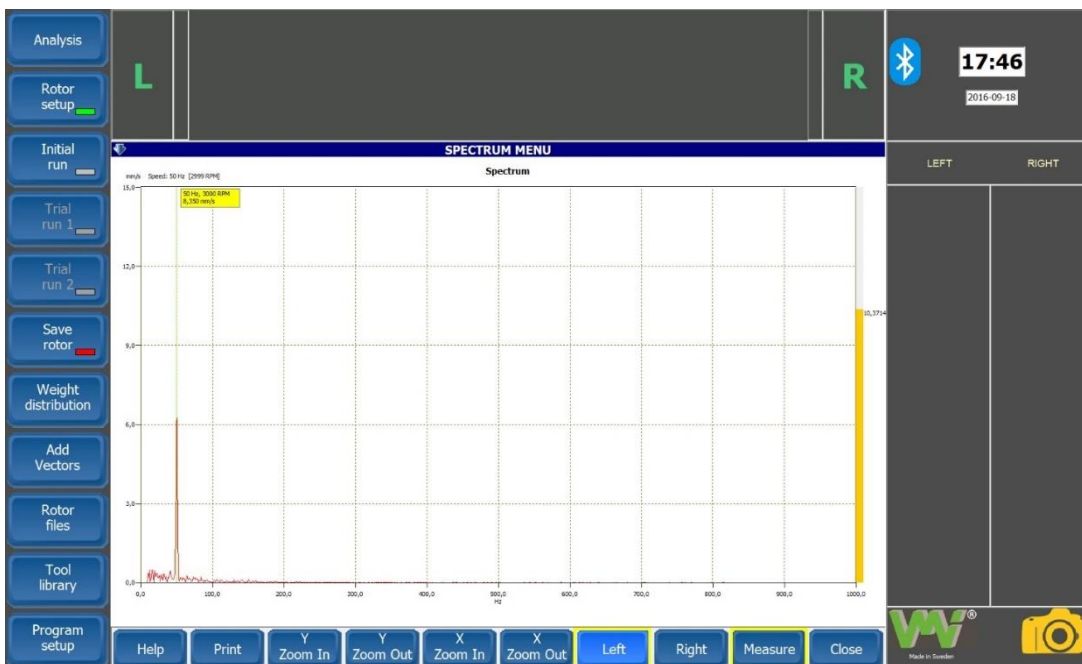 Analysis
Rotor
setup
Initial
run
Trial
run 1
Trial
run 2
Save
rotor
Weight
distribution
Add
Vectors
Rotor
files
Tool
library
Program
setup
L
R
17:46
2016-09-18
LEFT
RIGHT
SPECTRUM MENU
Spectrum
mm/s Speed: 50 Hz [2999 RPM]
50 Hz, 3000 RPM
8,350 mm/s
15,0
12,0
9,0
6,0
3,0
0,0
10,3714
0,0 100,0 200,0 300,0 400,0 500,0 600,0 700,0 800,0 900,0 1000,0
Hz
Help
Print
Y
Zoom In
Y
Zoom Out
X
Zoom In
X
Zoom Out
Left
Right
Measure
Close
VMI®
Made in Sweden